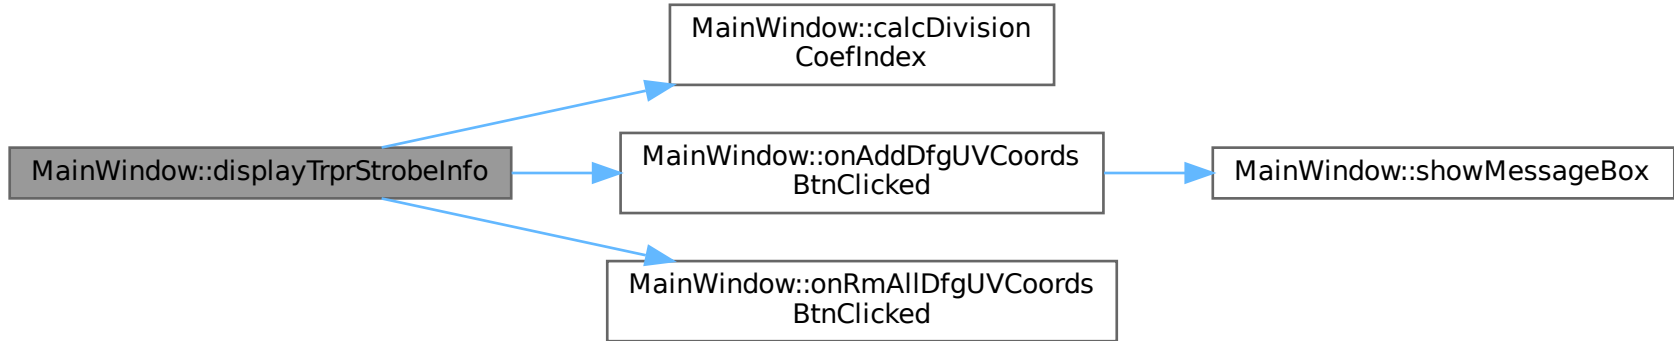 MainWindow::calcDivision
CoefIndex
MainWindow::displayTrprStrobeInfo
MainWindow::onAddDfgUVCoords
BtnClicked
MainWindow::showMessageBox
MainWindow::onRmAllDfgUVCoords
BtnClicked